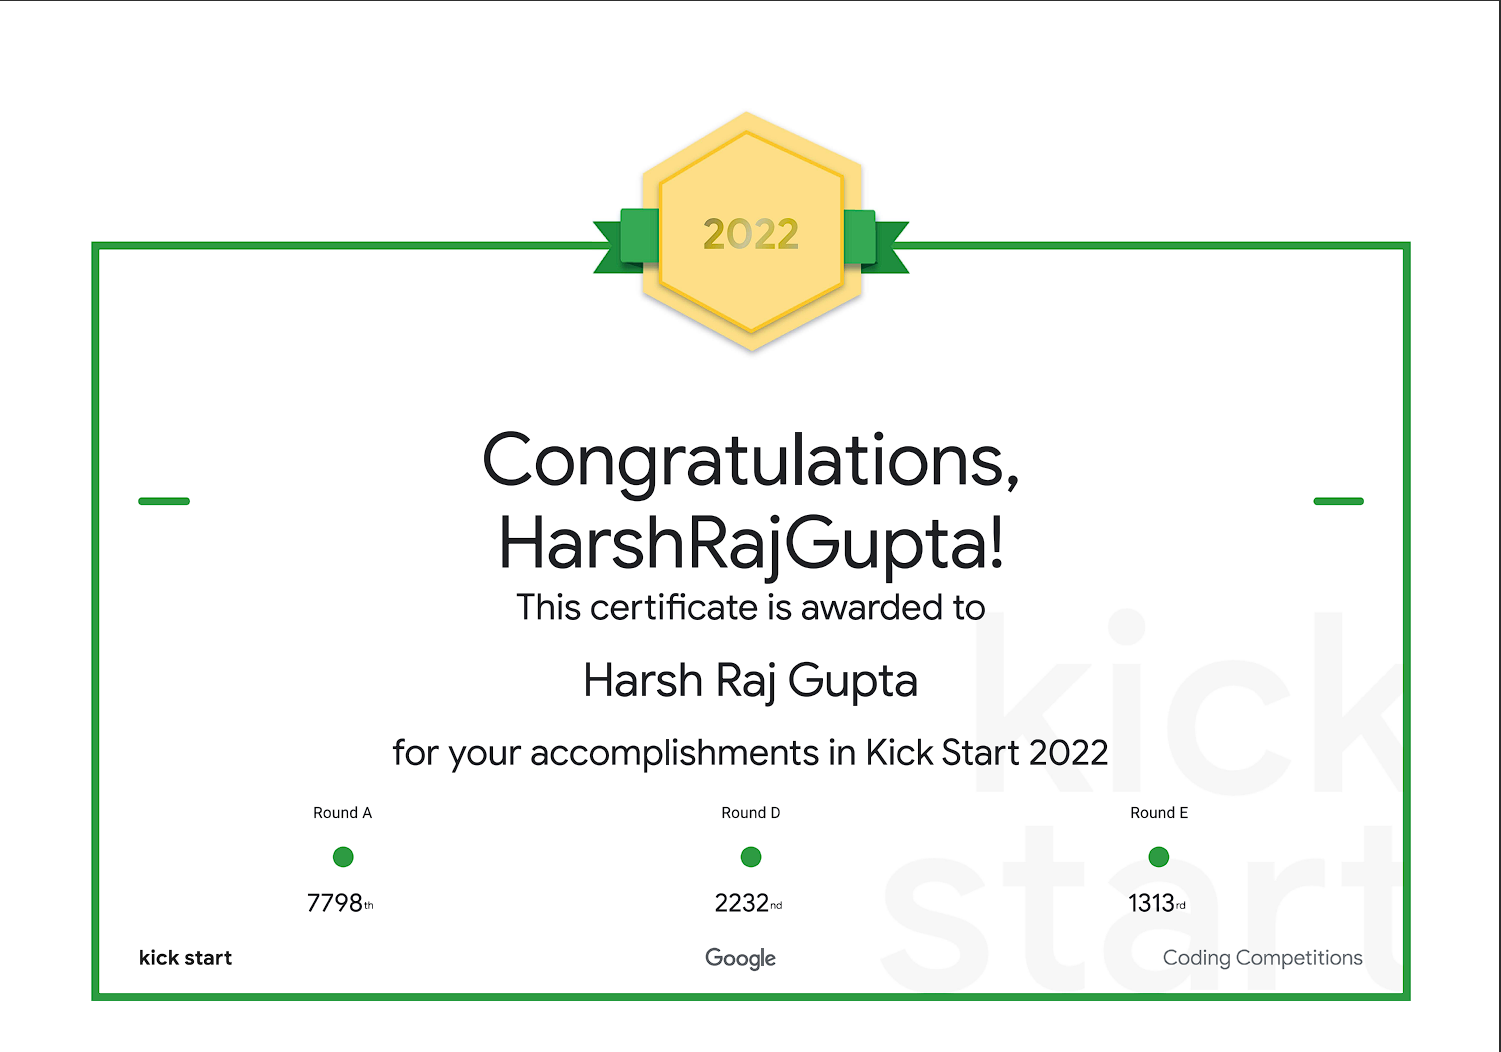 2022
Congratulations,
HarshRajGupta!
This certificate is awarded to
Harsh Raj Gupta
for your accomplishments in Kick Start 2022
Round A
Round D
Round E
7798th
2232nd
1313rd
kick
start
kick start
Google
Coding Competitions